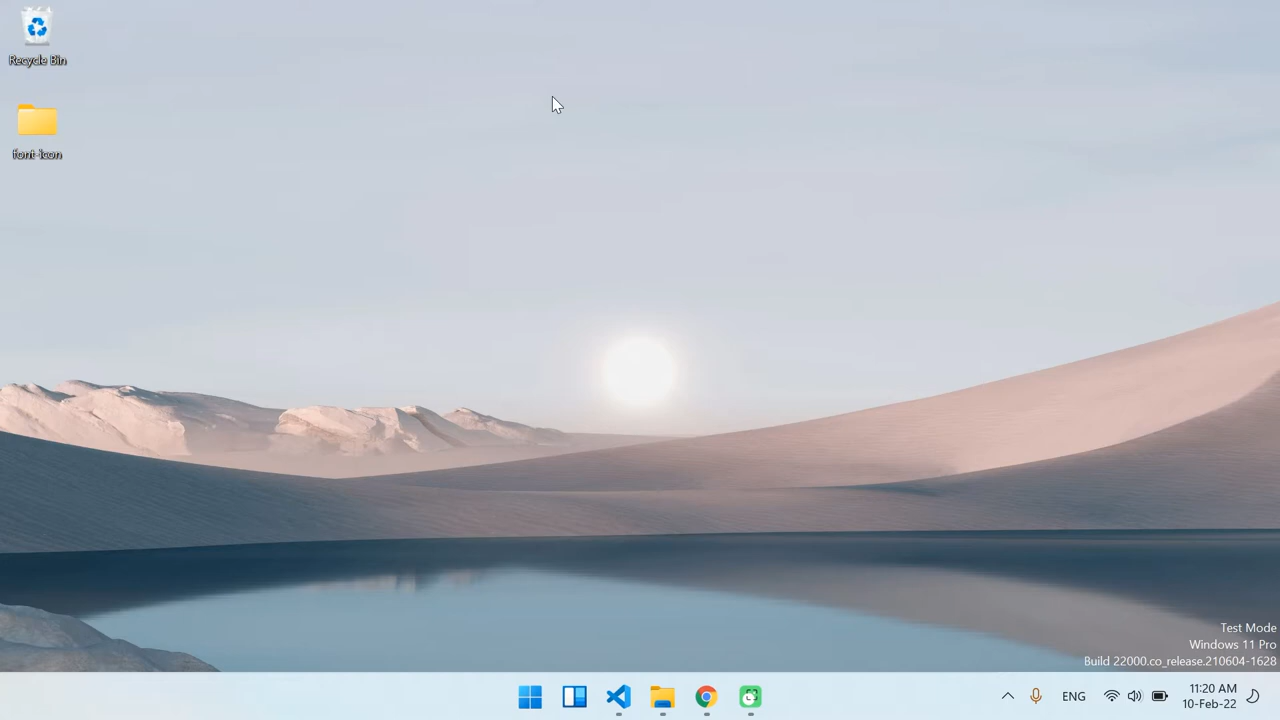 Recycle Bin
font-icon
Test Mode
Windows 11 Pro
Build 22000.co_release.210604-1628
ENG
11:20 AM
10-Feb-22